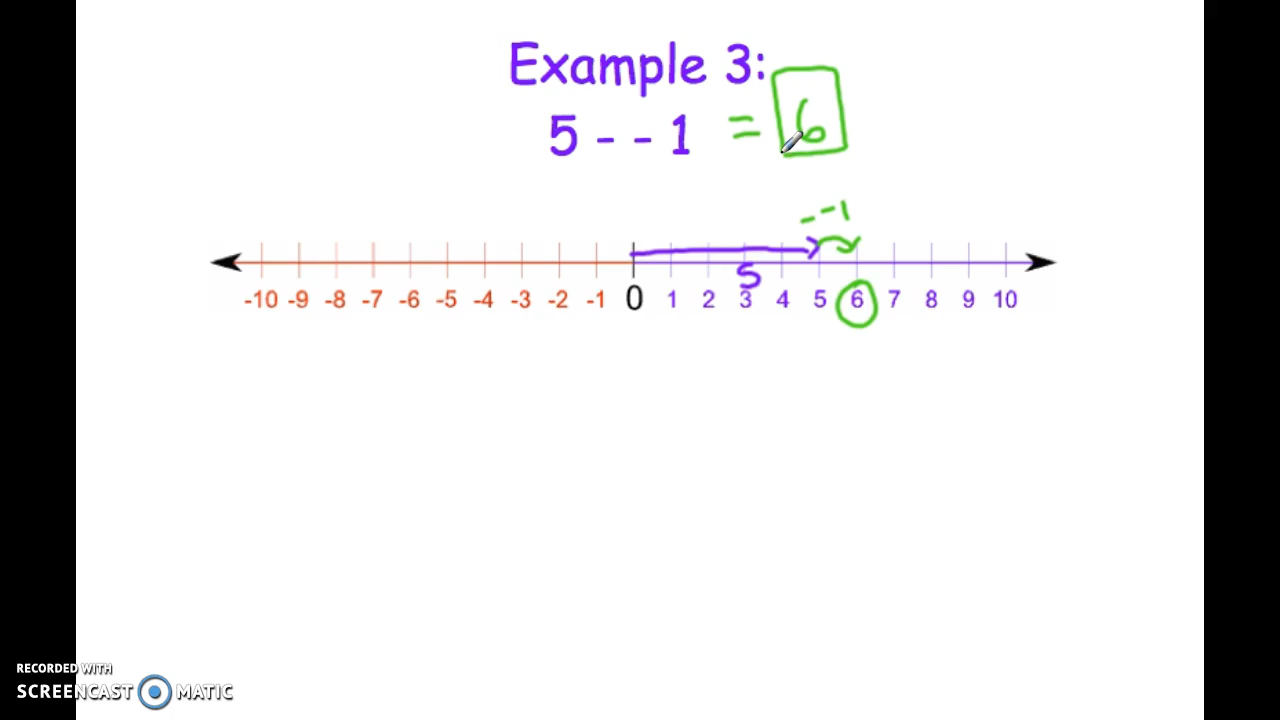 Example 3:
5 - - 1 = 6
- -1
5
-10 -9 -8 -7 -6 -5 -4 -3 -2 -1 0 1 2 3 4 5 6 7 8 9 10
RECORDED WITH
SCREENCAST MATIC